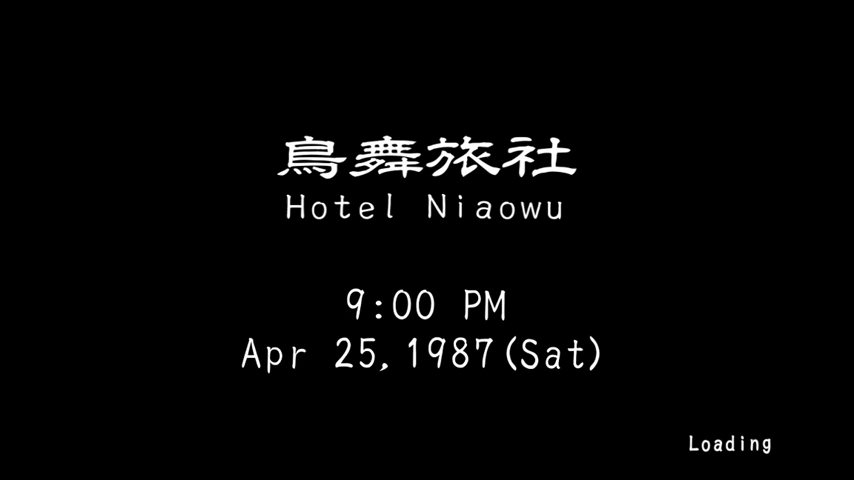 鳥舞旅社
Hotel Niaowu
9:00 PM
Apr 25,1987(Sat)
Loading